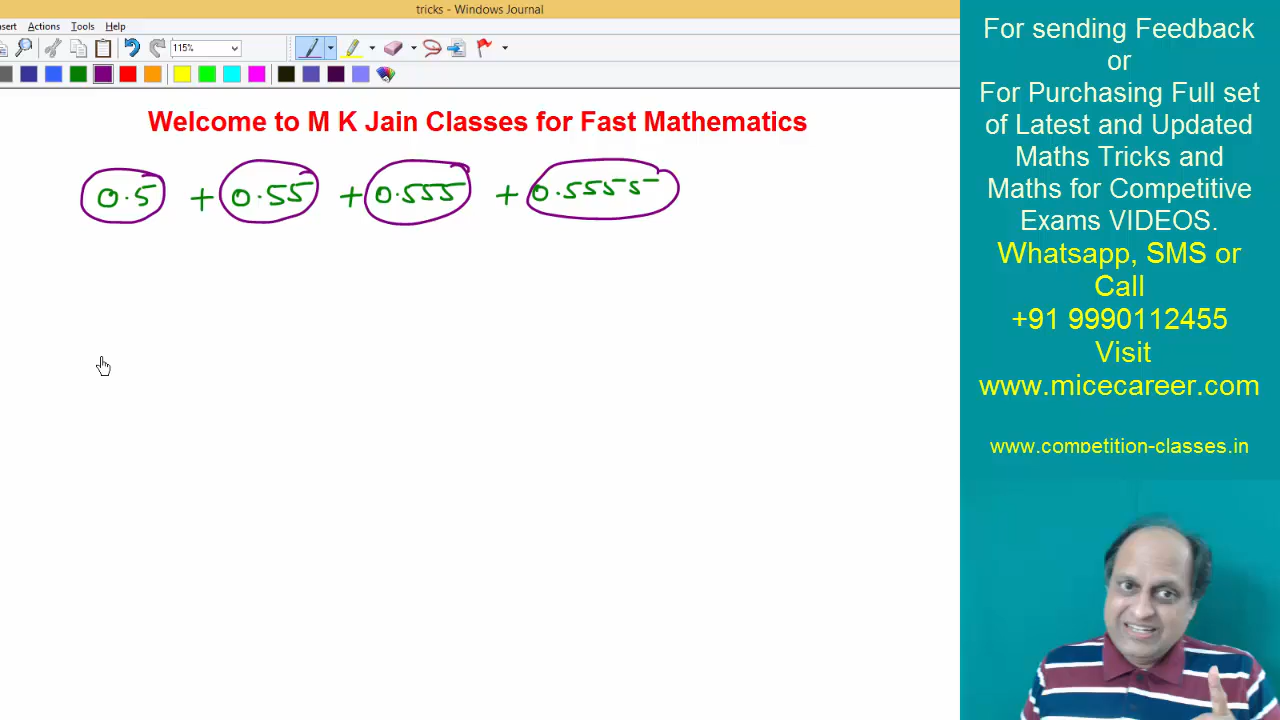 tricks - Windows Journal
nsert Actions Tools Help
115%
Welcome to M K Jain Classes for Fast Mathematics
0.5 + 0.55 + 0.555 + 0.5555
For sending Feedback
or
For Purchasing Full set
of Latest and Updated
Maths Tricks and
Maths for Competitive
Exams VIDEOS.
Whatsapp, SMS or
Call
+91 9990112455
Visit
www.micecareer.com
www.competition-classes.in